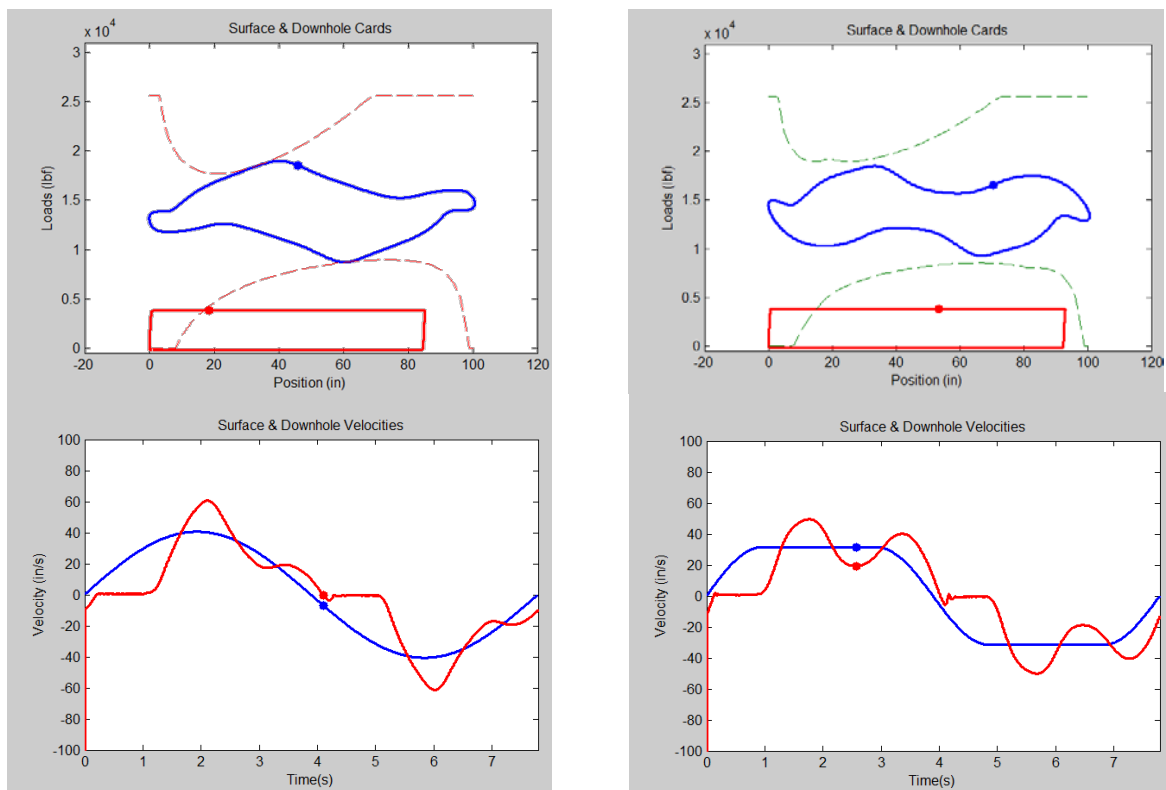 Surface & Downhole Cards
x 10^4
3
2.5
2
1.5
1
0.5
0
Loads (lbf)
-20 0 20 40 60 80 100 120
Position (in)
Surface & Downhole Cards
x 10^4
3
2.5
2
1.5
1
0.5
0
Loads (lbf)
-20 0 20 40 60 80 100 120
Position (in)
Surface & Downhole Velocities
100
80
60
40
20
0
-20
-40
-60
-80
-100
Velocity (in/s)
0 1 2 3 4 5 6 7
Time(s)
Surface & Downhole Velocities
100
80
60
40
20
0
-20
-40
-60
-80
-100
Velocity (in/s)
0 1 2 3 4 5 6 7
Time(s)